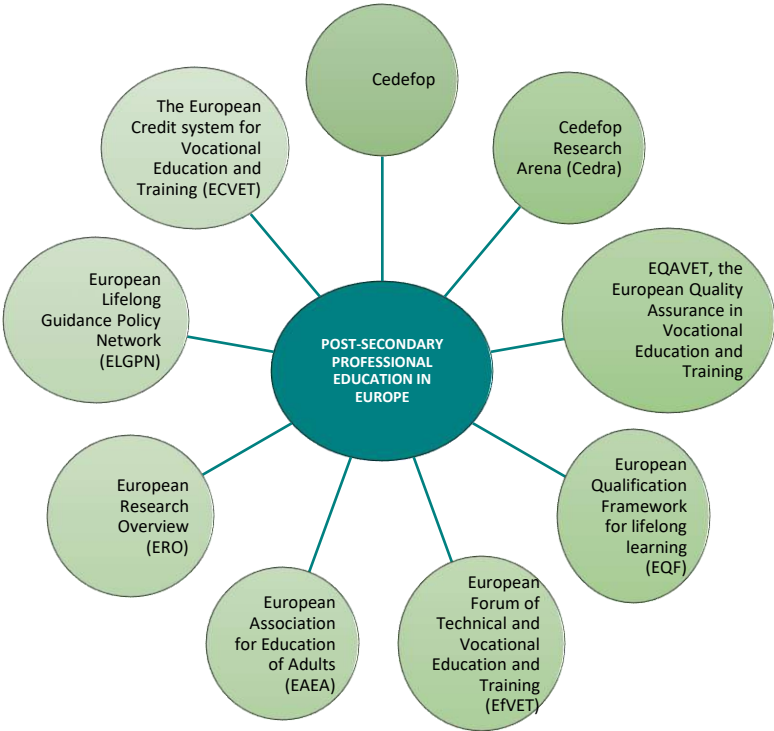 Cedefop
Cedefop
Research
Arena (Cedra)
EQAVET, the
European Quality
Assurance in
Vocational
Education and
Training
European
Qualification
Framework
for lifelong
learning
(EQF)
European
Forum of
Technical and
Vocational
Education and
Training
(EfVET)
European
Association
for Education
of Adults
(EAEA)
European
Research
Overview
(ERO)
European
Lifelong
Guidance Policy
Network
(ELGPN)
The European
Credit system for
Vocational
Education and
Training (ECVET)
POST-SECONDARY
PROFESSIONAL
EDUCATION IN
EUROPE